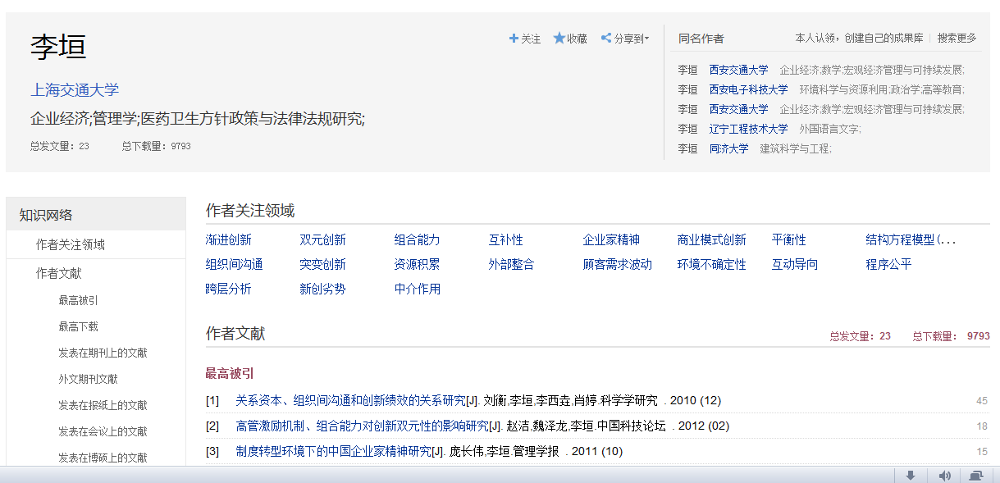 李垣
关注 收藏 分享到
上海交通大学
企业经济;管理学;医药卫生方针政策与法律法规研究;
总发文量：23 总下载量：9793
同名作者 本人认领，创建自己的成果库 搜索更多
李垣 西安交通大学 企业经济;数学;宏观经济管理与可持续发展;
李垣 西安电子科技大学 环境科学与资源利用;政治学;高等教育;
李垣 西安交通大学 企业经济;数学;宏观经济管理与可持续发展;
李垣 辽宁工程技术大学 外国语言文字;
李垣 同济大学 建筑科学与工程;
知识网络
作者关注领域
作者文献
最高被引
最高下载
发表在期刊上的文献
外文期刊文献
发表在报纸上的文献
发表在会议上的文献
发表在博硕上的文献
作者关注领域
渐进创新 双元创新 组合能力 互补性 企业家精神 商业模式创新 平衡性 结构方程模型(...
组织间沟通 突变创新 资源积累 外部整合 顾客需求波动 环境不确定性 互动导向 程序公平
跨层分析 新创劣势 中介作用
作者文献 总发文量：23 总下载量： 9793
最高被引
[1] 关系资本、组织间沟通和创新绩效的关系研究[J]. 刘衡,李垣,李西垚,肖婷.科学学研究 . 2010 (12) 45
[2] 高管激励机制、组合能力对创新双元性的影响研究[J]. 赵洁,魏泽龙,李垣.中国科技论坛 . 2012 (02) 18
[3] 制度转型环境下的中国企业家精神研究[J]. 庞长伟,李垣.管理学报 . 2011 (10) 15